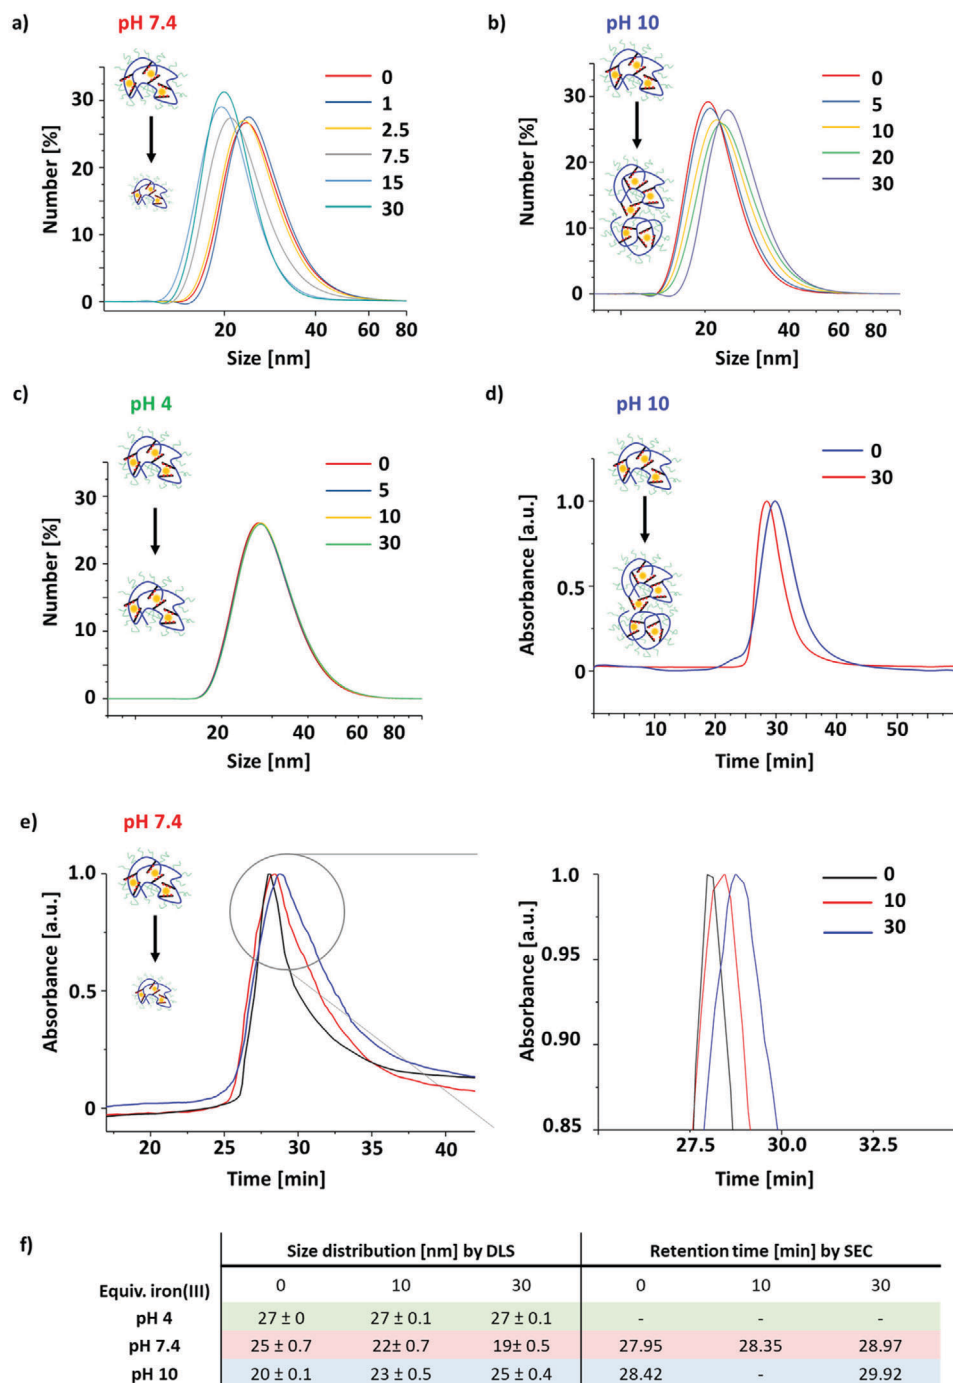 a)
pH 7.4
Number [%]
30
20
10
0
20
40
60
80
Size [nm]
0
1
2.5
7.5
15
30
b)
pH 10
Number [%]
30
20
10
0
20
40
60
80
Size [nm]
0
5
10
20
30
c)
pH 4
Number [%]
30
20
10
0
20
40
60
80
Size [nm]
0
5
10
30
d)
pH 10
Absorbance [a.u.]
1.0
0.5
0
10
20
30
40
50
Time [min]
0
30
e)
pH 7.4
Absorbance [a.u.]
1.0
0.5
0
20
25
30
35
40
Time [min]
Absorbance [a.u.]
1.0
0.95
0.90
0.85
27.5
30.0
32.5
Time [min]
0
10
30
f)
Size distribution [nm] by DLS Retention time [min] by SEC
Equiv. iron(III) 0 10 30 0 10 30
pH 4 27 ± 0 27 ± 0.1 27 ± 0.1 - - -
pH 7.4 25 ± 0.7 22± 0.7 19± 0.5 27.95 28.35 28.97
pH 10 20 ± 0.1 23 ± 0.5 25 ± 0.4 28.42 - 29.92